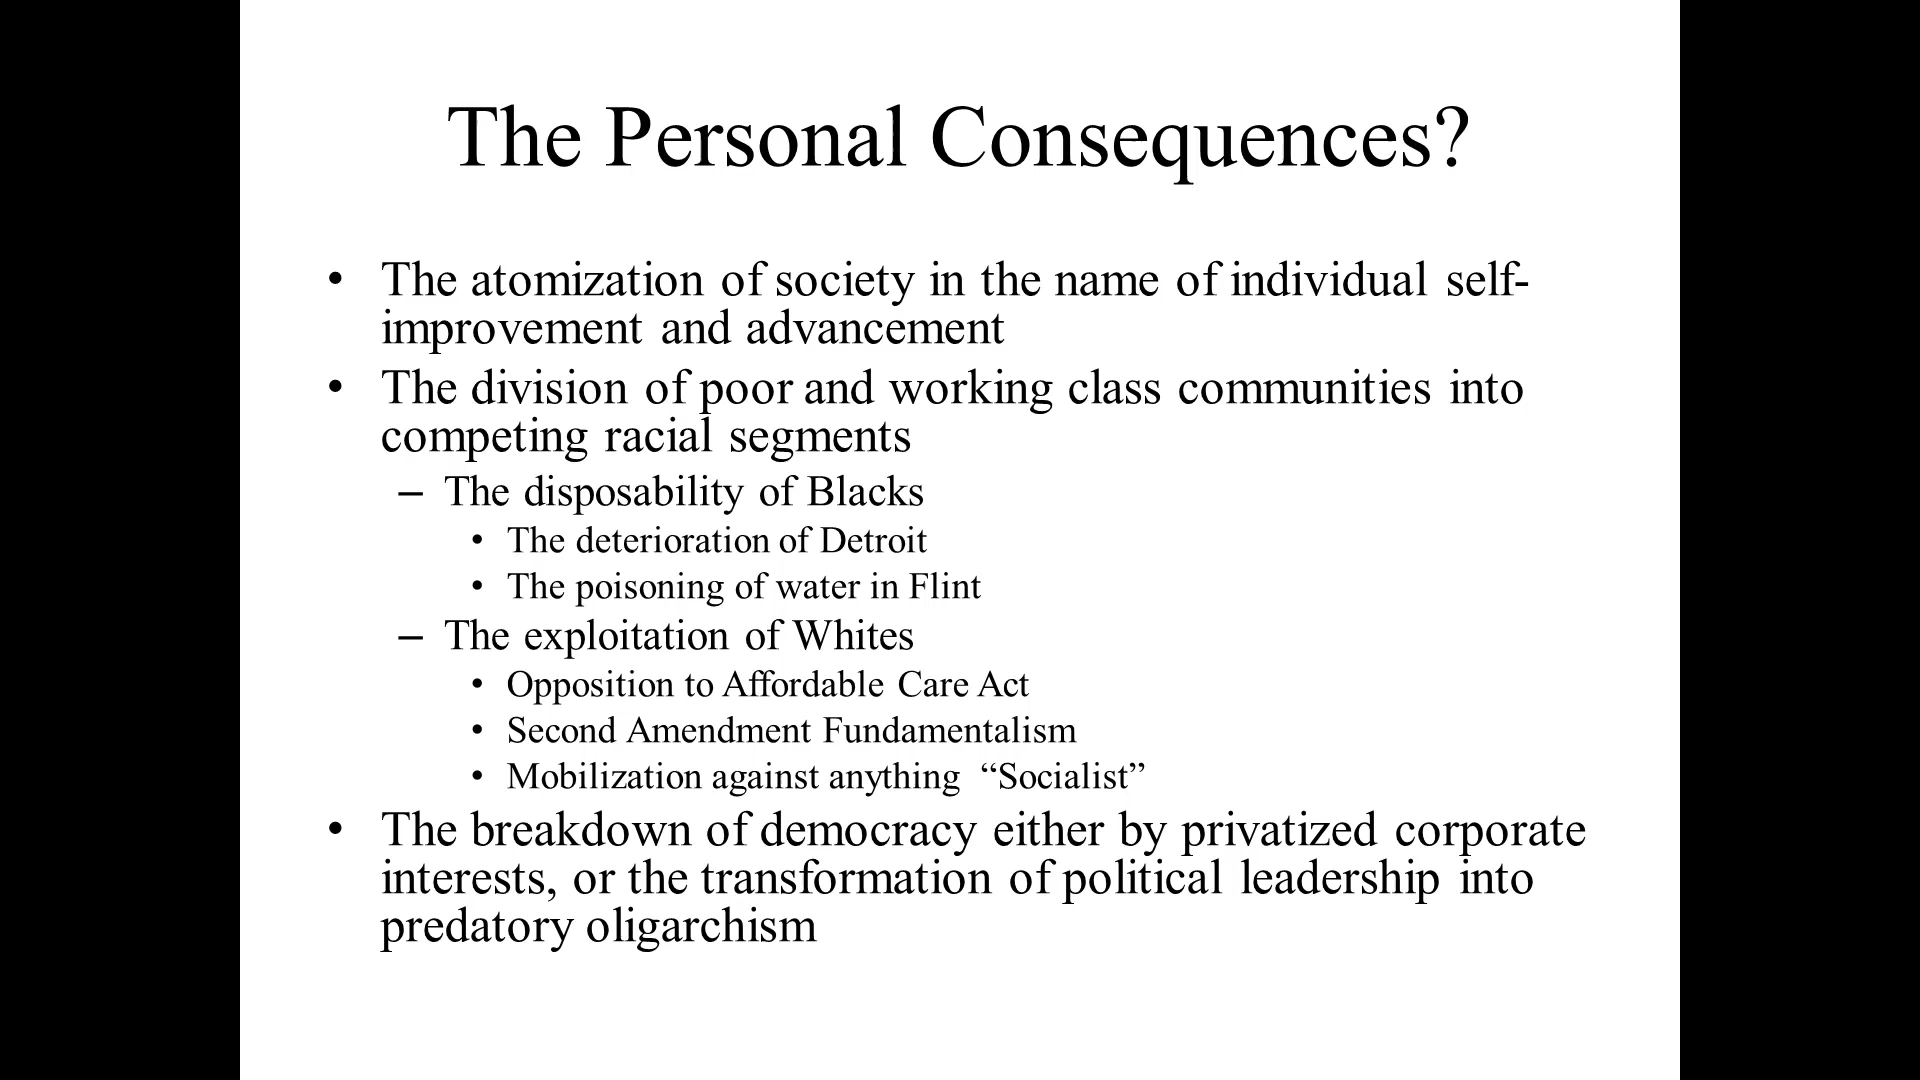 The Personal Consequences?
• The atomization of society in the name of individual self-
improvement and advancement
• The division of poor and working class communities into
competing racial segments
– The disposability of Blacks
• The deterioration of Detroit
• The poisoning of water in Flint
– The exploitation of Whites
• Opposition to Affordable Care Act
• Second Amendment Fundamentalism
• Mobilization against anything “Socialist”
• The breakdown of democracy either by privatized corporate
interests, or the transformation of political leadership into
predatory oligarchism